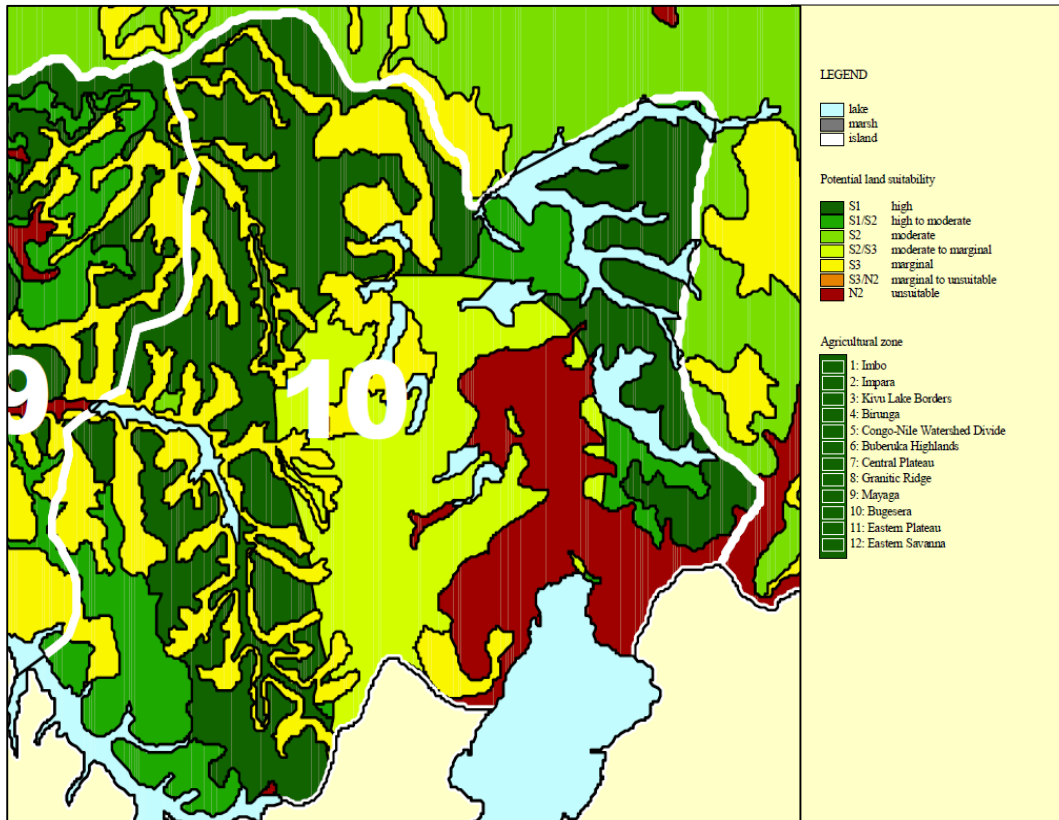 9
10
LEGEND
lake
marsh
island
Potential land suitability
S1 high
S1/S2 high to moderate
S2 moderate
S2/S3 moderate to marginal
S3 marginal
S3/N2 marginal to unsuitable
N2 unsuitable
Agricultural zone
1: Imbo
2: Impara
3: Kivu Lake Borders
4: Birunga
5: Congo-Nile Watershed Divide
6: Buberuka Highlands
7: Central Plateau
8: Granitic Ridge
9: Mayaga
10: Bugesera
11: Eastern Plateau
12: Eastern Savanna